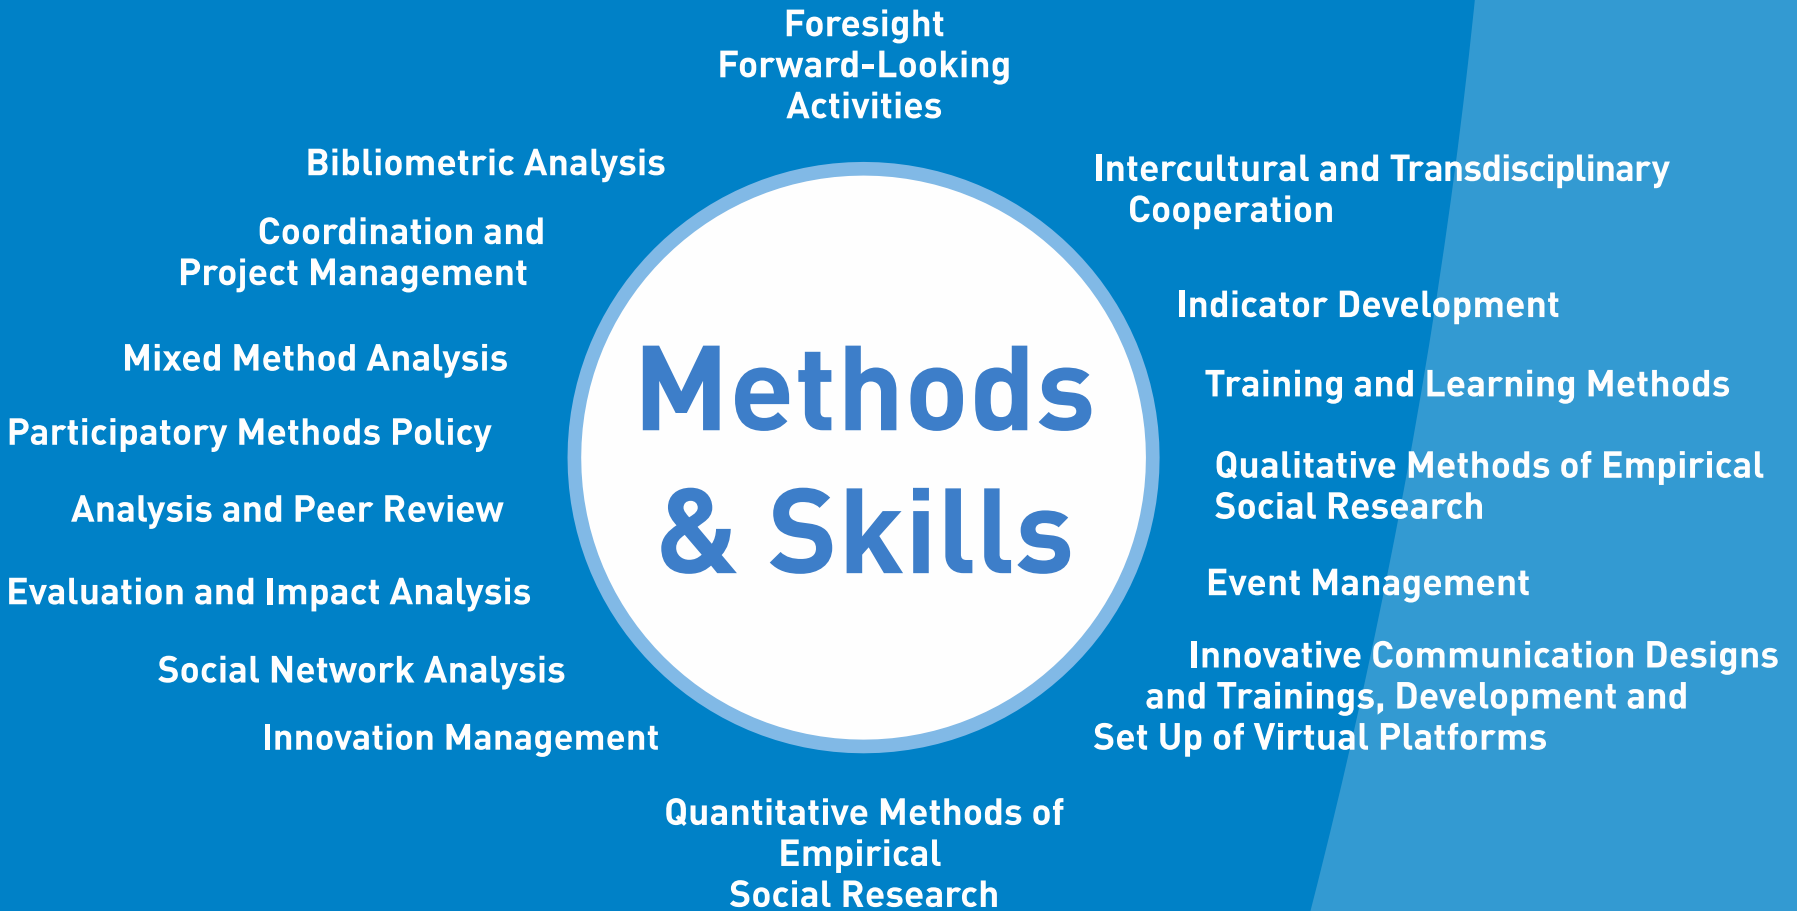 Foresight
Forward-Looking
Activities
Bibliometric Analysis
Coordination and
Project Management
Mixed Method Analysis
Participatory Methods Policy
Analysis and Peer Review
Evaluation and Impact Analysis
Social Network Analysis
Innovation Management
Methods
& Skills
Intercultural and Transdisciplinary
Cooperation
Indicator Development
Training and Learning Methods
Qualitative Methods of Empirical
Social Research
Event Management
Innovative Communication Designs
and Trainings, Development and
Set Up of Virtual Platforms
Quantitative Methods of
Empirical
Social Research